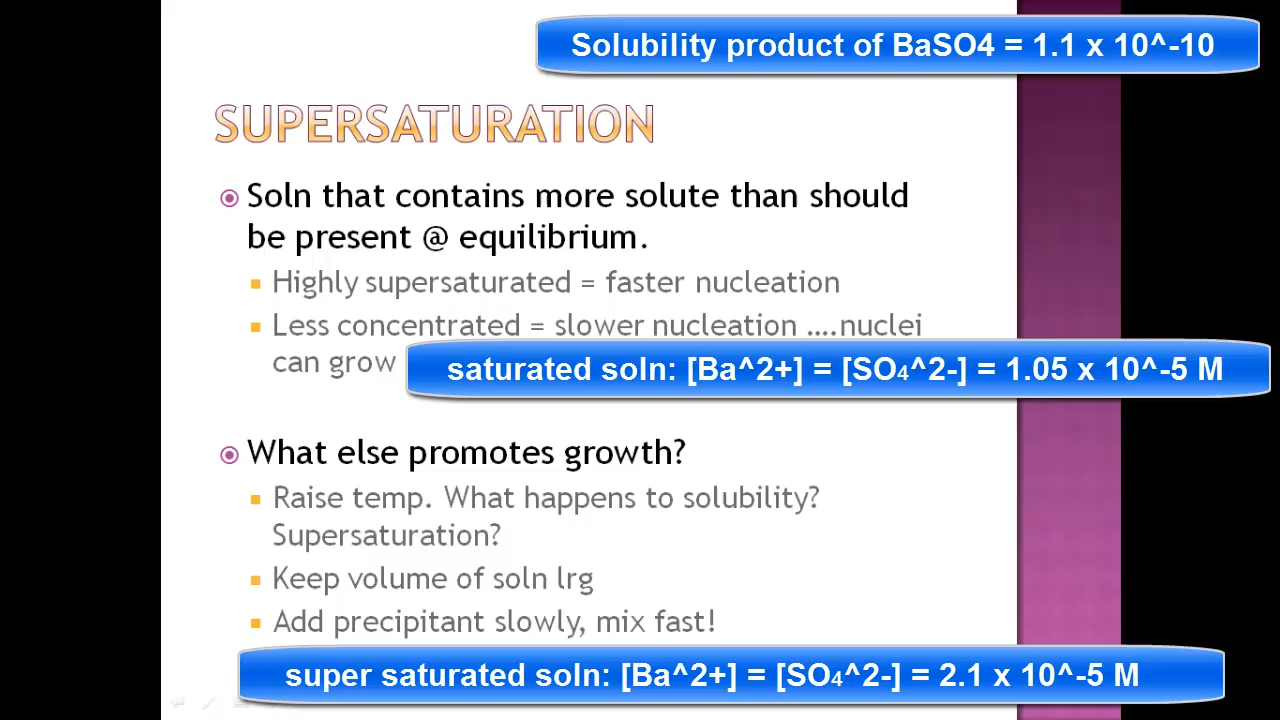 Solubility product of BaSO4 = 1.1 x 10^-10
SUPERSATURATION
Soln that contains more solute than should
be present @ equilibrium.
Highly supersaturated = faster nucleation
Less concentrated = slower nucleation ....nuclei
can grow
saturated soln: [Ba^2+] = [SO₄^2-] = 1.05 x 10^-5 M
What else promotes growth?
Raise temp. What happens to solubility?
Supersaturation?
Keep volume of soln lrg
Add precipitant slowly, mix fast!
super saturated soln: [Ba^2+] = [SO₄^2-] = 2.1 x 10^-5 M